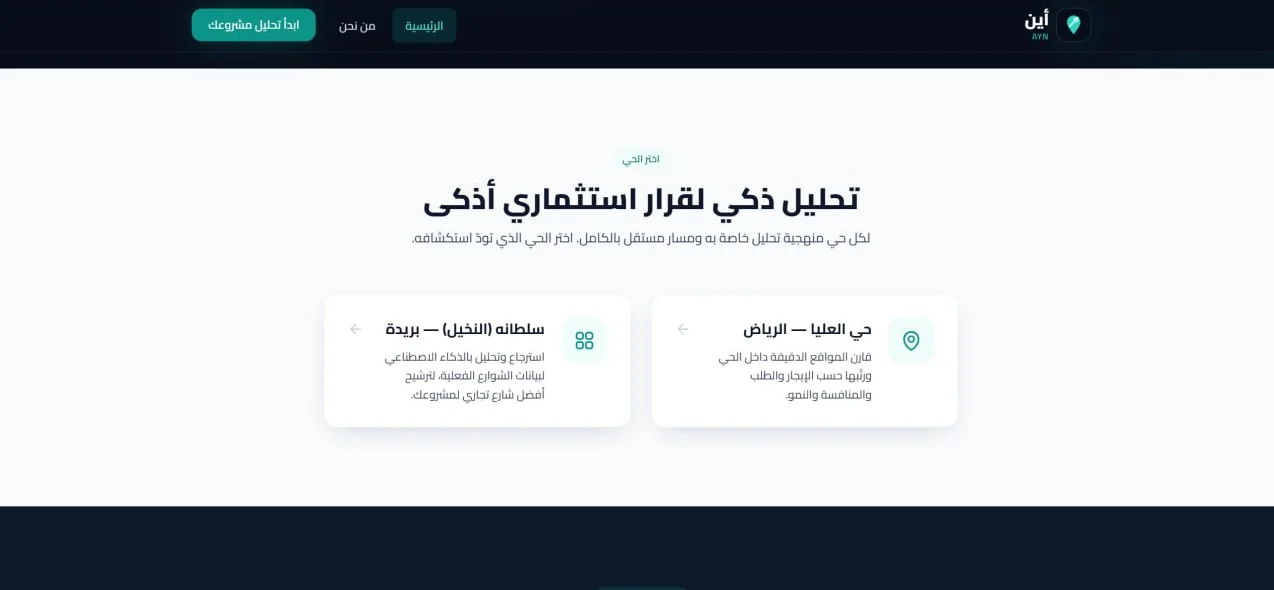 أين
AYN
الرئيسية
من نحن
ابدأ تحليل مشروعك
اختر الحي
تحليل ذكي لقرار استثماري أذكى
لكل حي منهجية تحليل خاصة به ومسار مستقل بالكامل. اختر الحي الذي تودّ استكشافه.
حي العليا — الرياض
قارن المواقع الدقيقة داخل الحي
ورتّبها حسب الإيجار والطلب
والمنافسة والنمو.
سلطانه (النخيل) — بريدة
استرجاع وتحليل بالذكاء الاصطناعي
لبيانات الشوارع الفعلية، لترشيح
أفضل شارع تجاري لمشروعك.